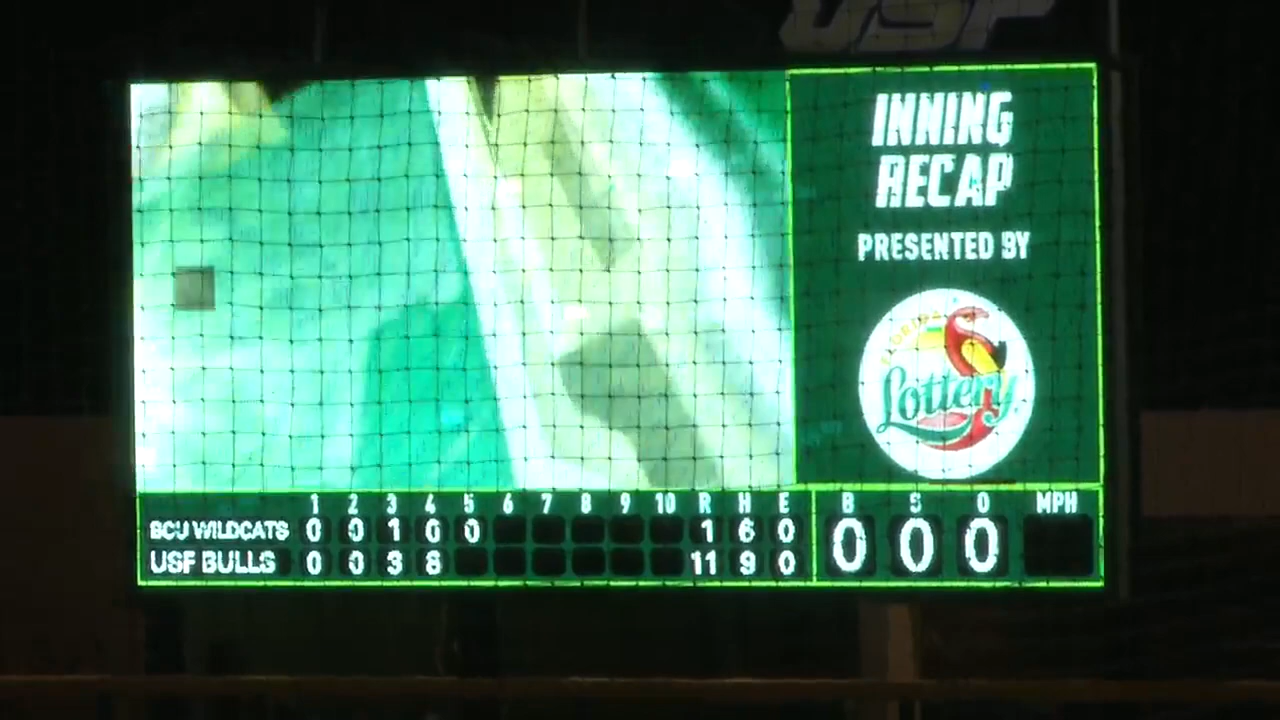 USF
INNING
RECAP
PRESENTED BY
FLORIDA
Lottery
1 2 3 4 5 6 7 8 9 10 R H E B S O MPH
BCU WILDCATS 0 0 1 0 0 1 6 0 0 0 0
USF BULLS 0 0 3 8 11 9 0